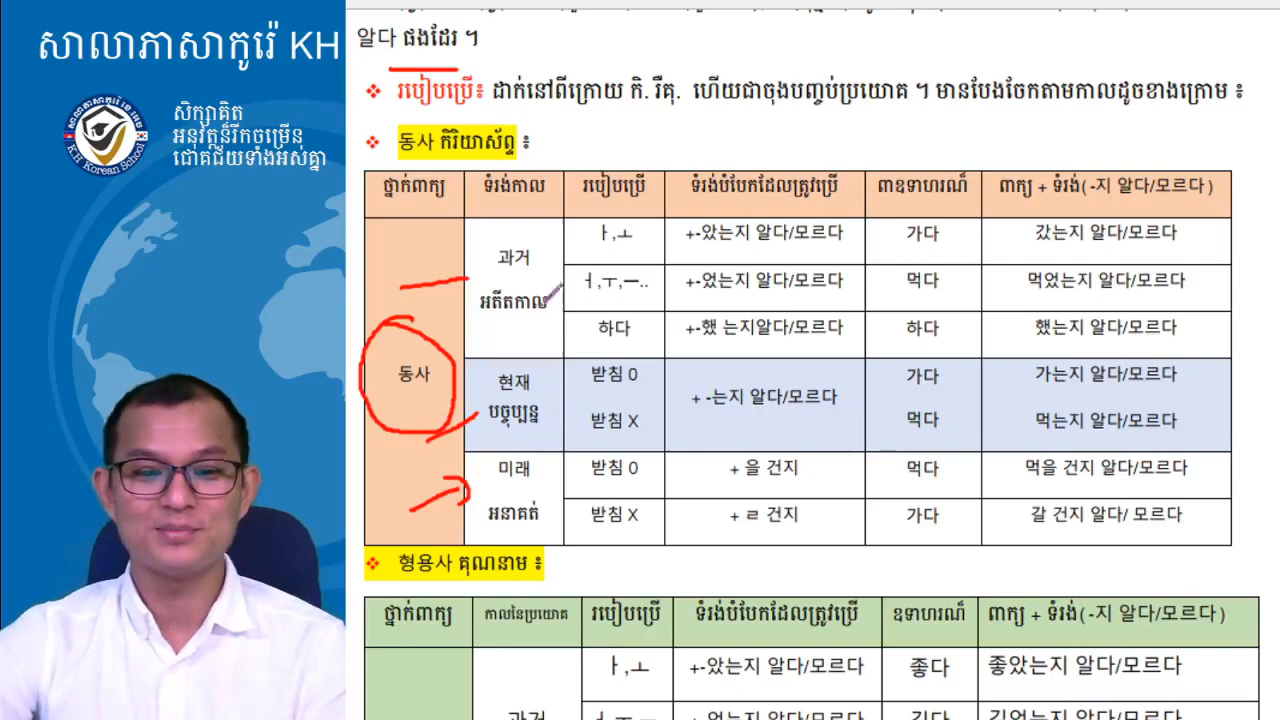 សាលាភាសាកូរ៉េ KH
សិក្សាគិត
អនុវត្តន៏រីកចម្រើន
ជោគជ័យទាំងអស់គ្នា
K.H Korean School
알다 ផងដែរ ។
❖ របៀបប្រើ៖ ដាក់នៅពីក្រោយ កិ. រឺគុ. ហើយជាចុងបញ្ចប់ប្រយោគ ។ មានបែងចែកតាមកាលដូចខាងក្រោម ៖
❖ 동사 កិរិយាស័ព្ទ ៖
ថ្នាក់ពាក្យ ទំរង់កាល របៀបប្រើ ទំរង់បំបែកដែលត្រូវប្រើ ពាឧទាហរណ៏ ពាក្យ + ទំរង់(-지 알다/모르다)
ㅏ,ㅗ +-았는지 알다/모르다 가다 갔는지 알다/모르다
과거
អតីតកាល ㅓ,ㅜ,ㅡ.. +-었는지 알다/모르다 먹다 먹었는지 알다/모르다
하다 +-했 는지알다/모르다 하다 했는지 알다/모르다
동사 현재 받침 0 + -는지 알다/모르다 가다 가는지 알다/모르다
បច្ចុប្បន្ន 받침 X 먹다 먹는지 알다/모르다
미래 받침 0 + 을 건지 먹다 먹을 건지 알다/모르다
អនាគត់ 받침 X + ㄹ 건지 가다 갈 건지 알다/ 모르다
❖ 형용사 គុណនាម ៖
ថ្នាក់ពាក្យ កាលនៃប្រយោគ របៀបប្រើ ទំរង់បំបែកដែលត្រូវប្រើ ឧទាហរណ៏ ពាក្យ + ទំរង់(-지 알다/모르다)
ㅏ,ㅗ +-았는지 알다/모르다 좋다 좋았는지 알다/모르다
과거